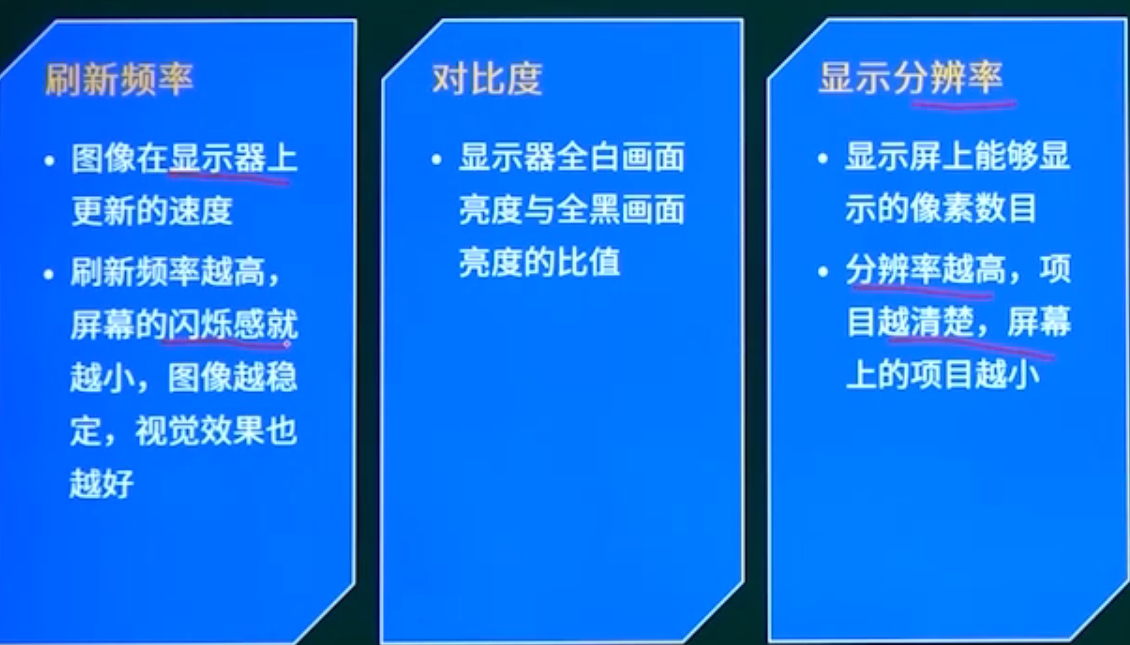 刷新频率
• 图像在显示器上
更新的速度
• 刷新频率越高，
屏幕的闪烁感就
越小，图像越稳
定，视觉效果也
越好
对比度
• 显示器全白画面
亮度与全黑画面
亮度的比值
显示分辨率
• 显示屏上能够显
示的像素数目
• 分辨率越高，项
目越清楚，屏幕
上的项目越小